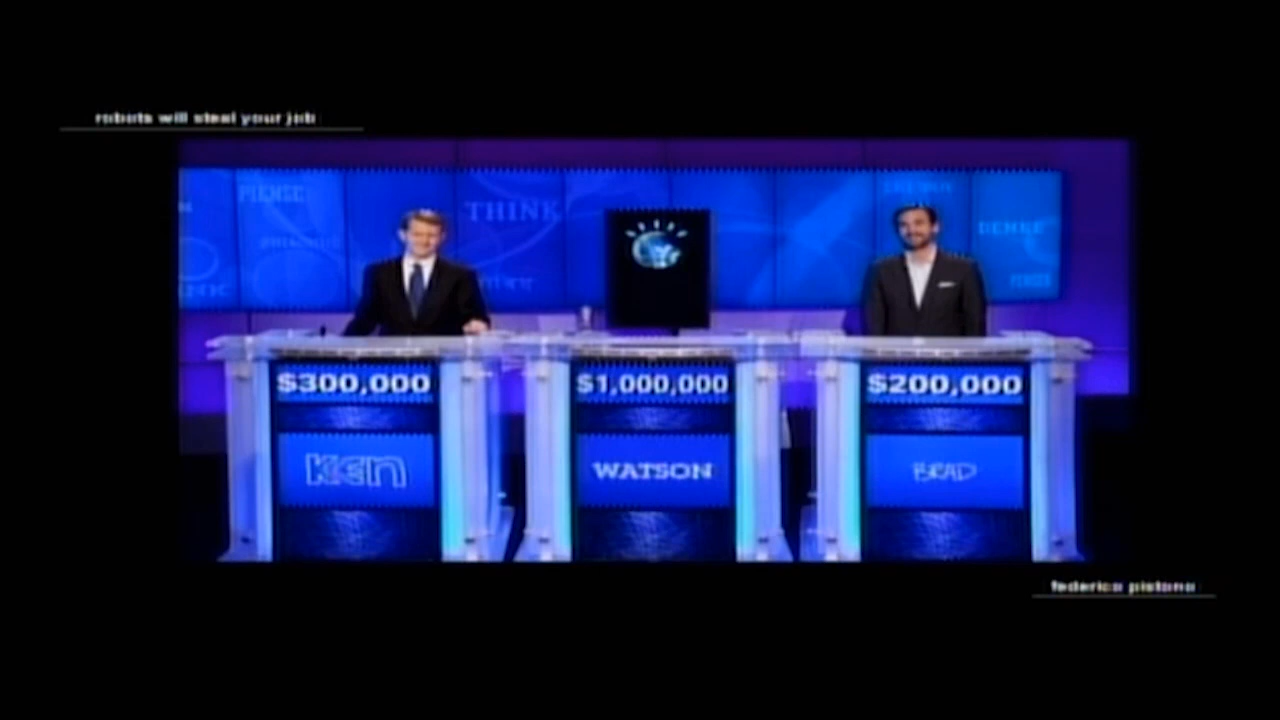 robots will steal your job
THINK
$300,000
$1,000,000
$200,000
Ken
WATSON
BRAD
federico pistono